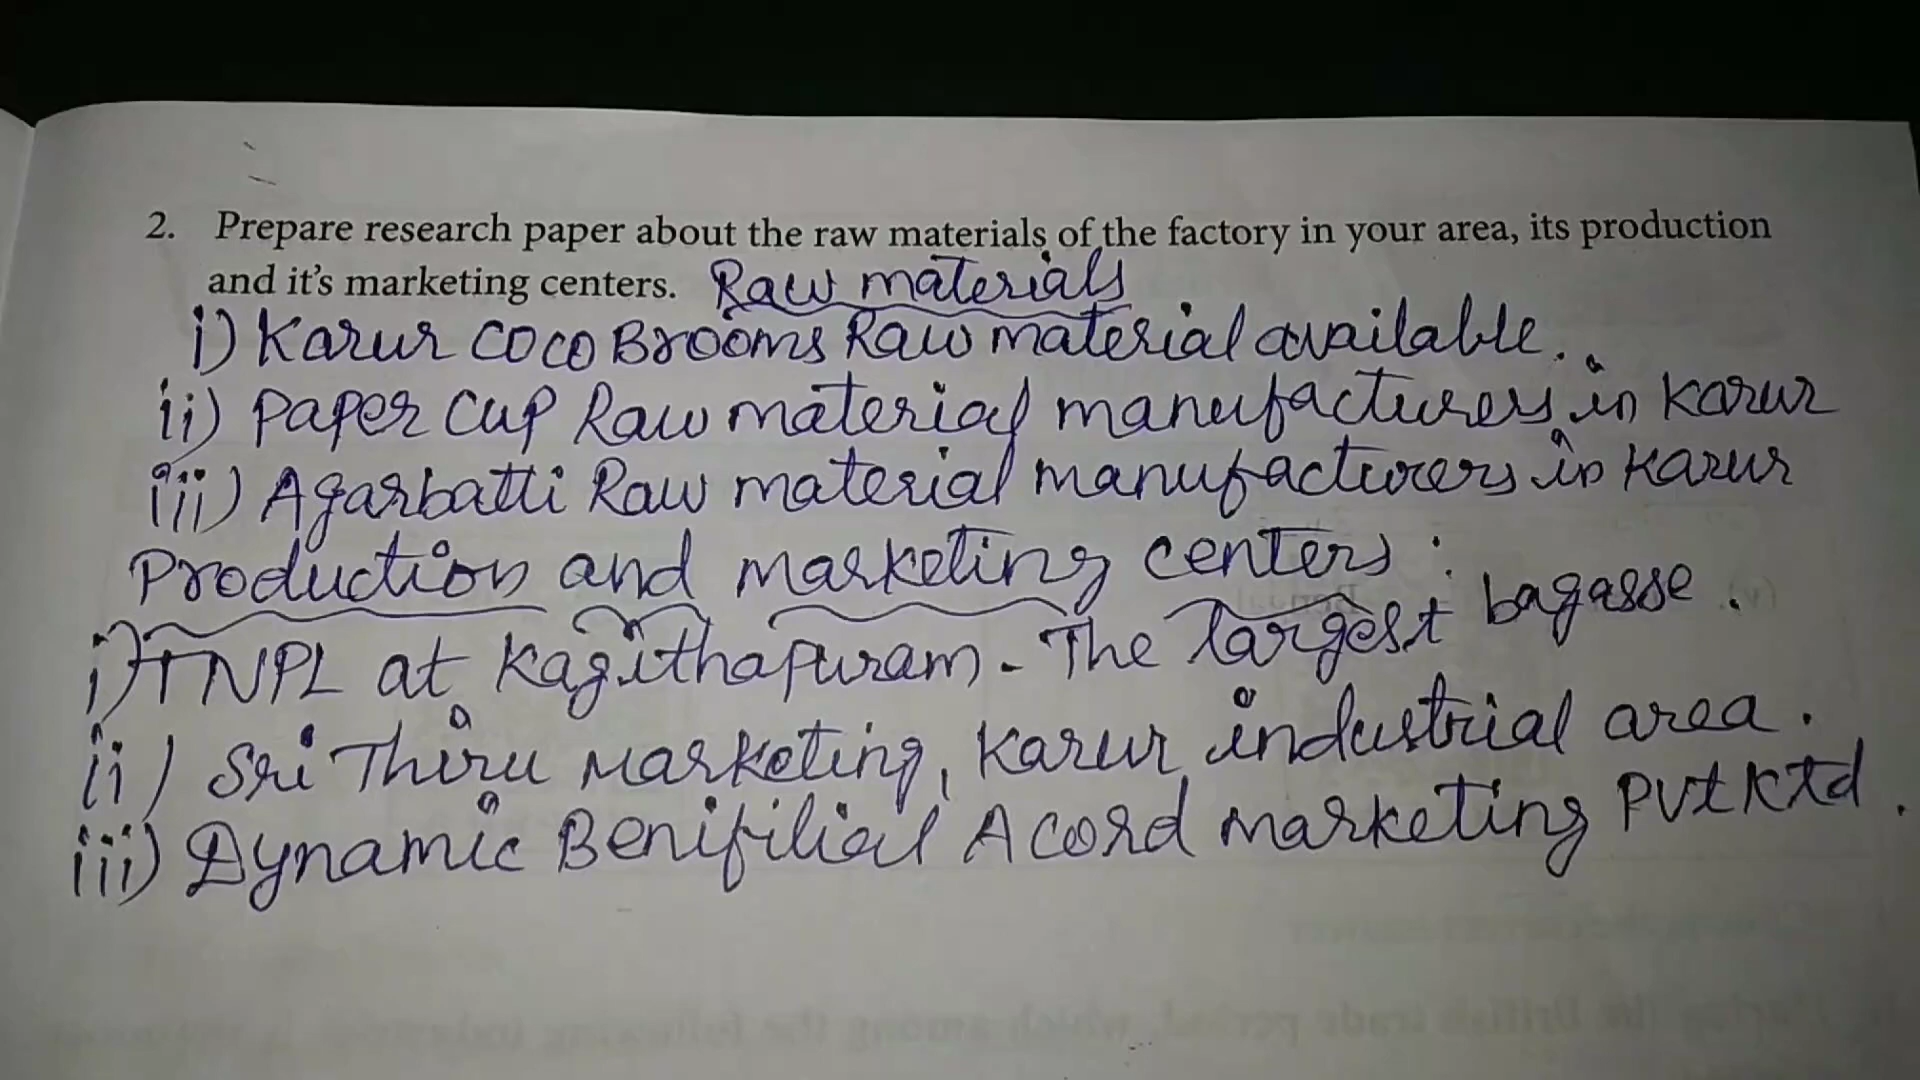 2. Prepare research paper about the raw materials of the factory in your area, its production
and it's marketing centers. Raw materials
i) Karur coco Brooms Raw material available.
ii) Paper cup Raw material manufacturers in Karur
iii) Agarbatti Raw material manufacturers in Karur
Production and marketing centers :
i) TNPL at Kagithapuram - The largest bagasse.
ii) Sri Thiru Marketing, Karur industrial area.
iii) Dynamic Benifilial Acord marketing Pvt Ktd.